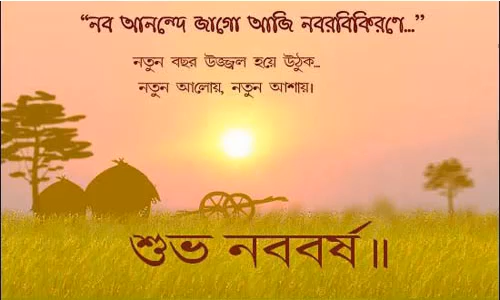 “নব আনন্দে জাগো আজি নবরবিকিরণে...”
নতুন বছর উজ্জ্বল হয়ে উঠুক...
নতুন আলোয়, নতুন আশায়।
শুভ নববর্ষ॥